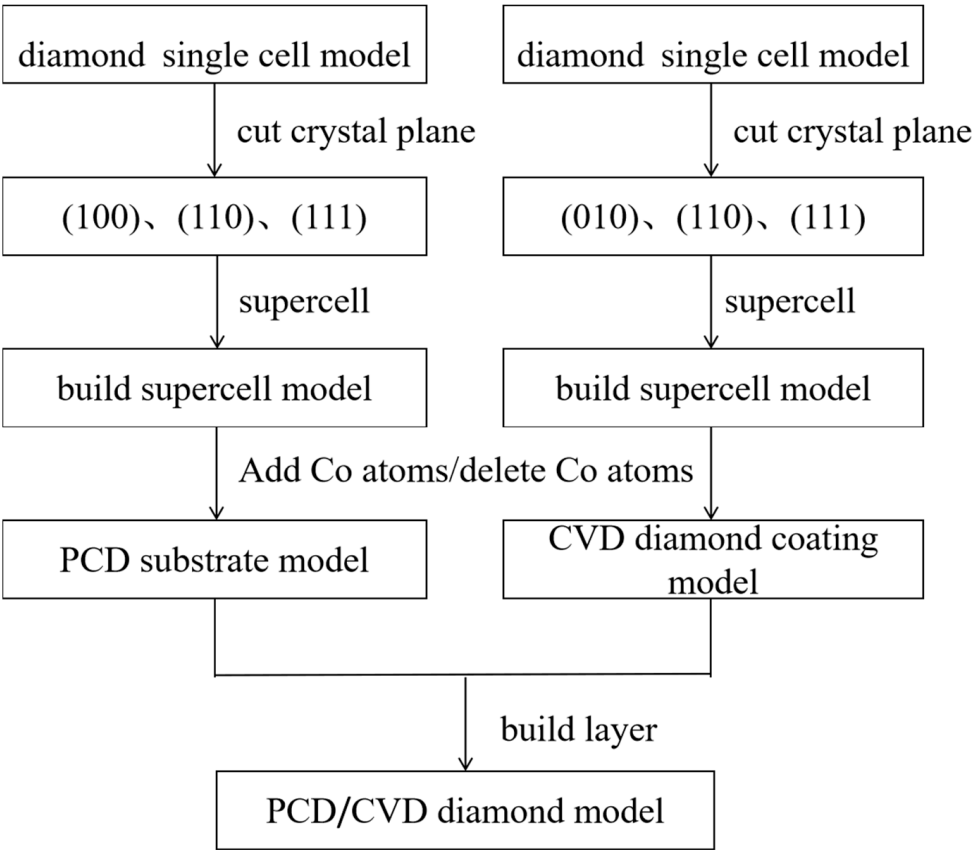 diamond single cell model
diamond single cell model
cut crystal plane
cut crystal plane
(100)、(110)、(111)
(010)、(110)、(111)
supercell
supercell
build supercell model
build supercell model
Add Co atoms/delete Co atoms
PCD substrate model
CVD diamond coating
model
build layer
PCD/CVD diamond model